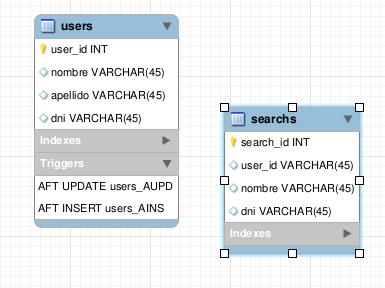 users
user_id INT
nombre VARCHAR(45)
apellido VARCHAR(45)
dni VARCHAR(45)
Indexes
Triggers
AFT UPDATE users_AUPD
AFT INSERT users_AINS
searchs
search_id INT
user_id VARCHAR(45)
nombre VARCHAR(45)
dni VARCHAR(45)
Indexes